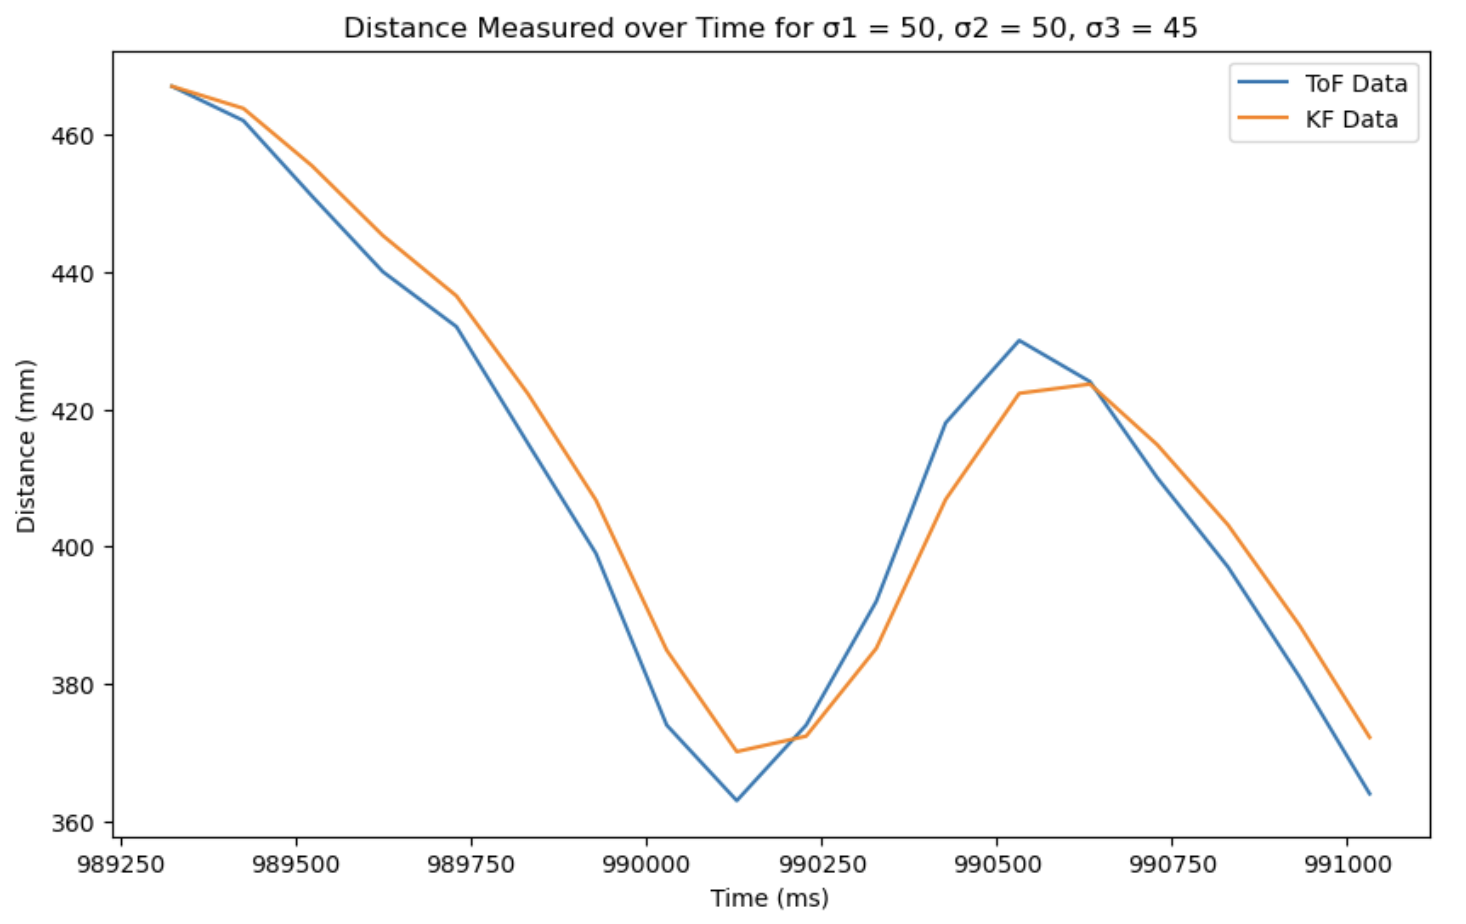 Distance Measured over Time for σ1 = 50, σ2 = 50, σ3 = 45
ToF Data
KF Data
460
440
420
400
380
360
Distance (mm)
989250 989500 989750 990000 990250 990500 990750 991000
Time (ms)